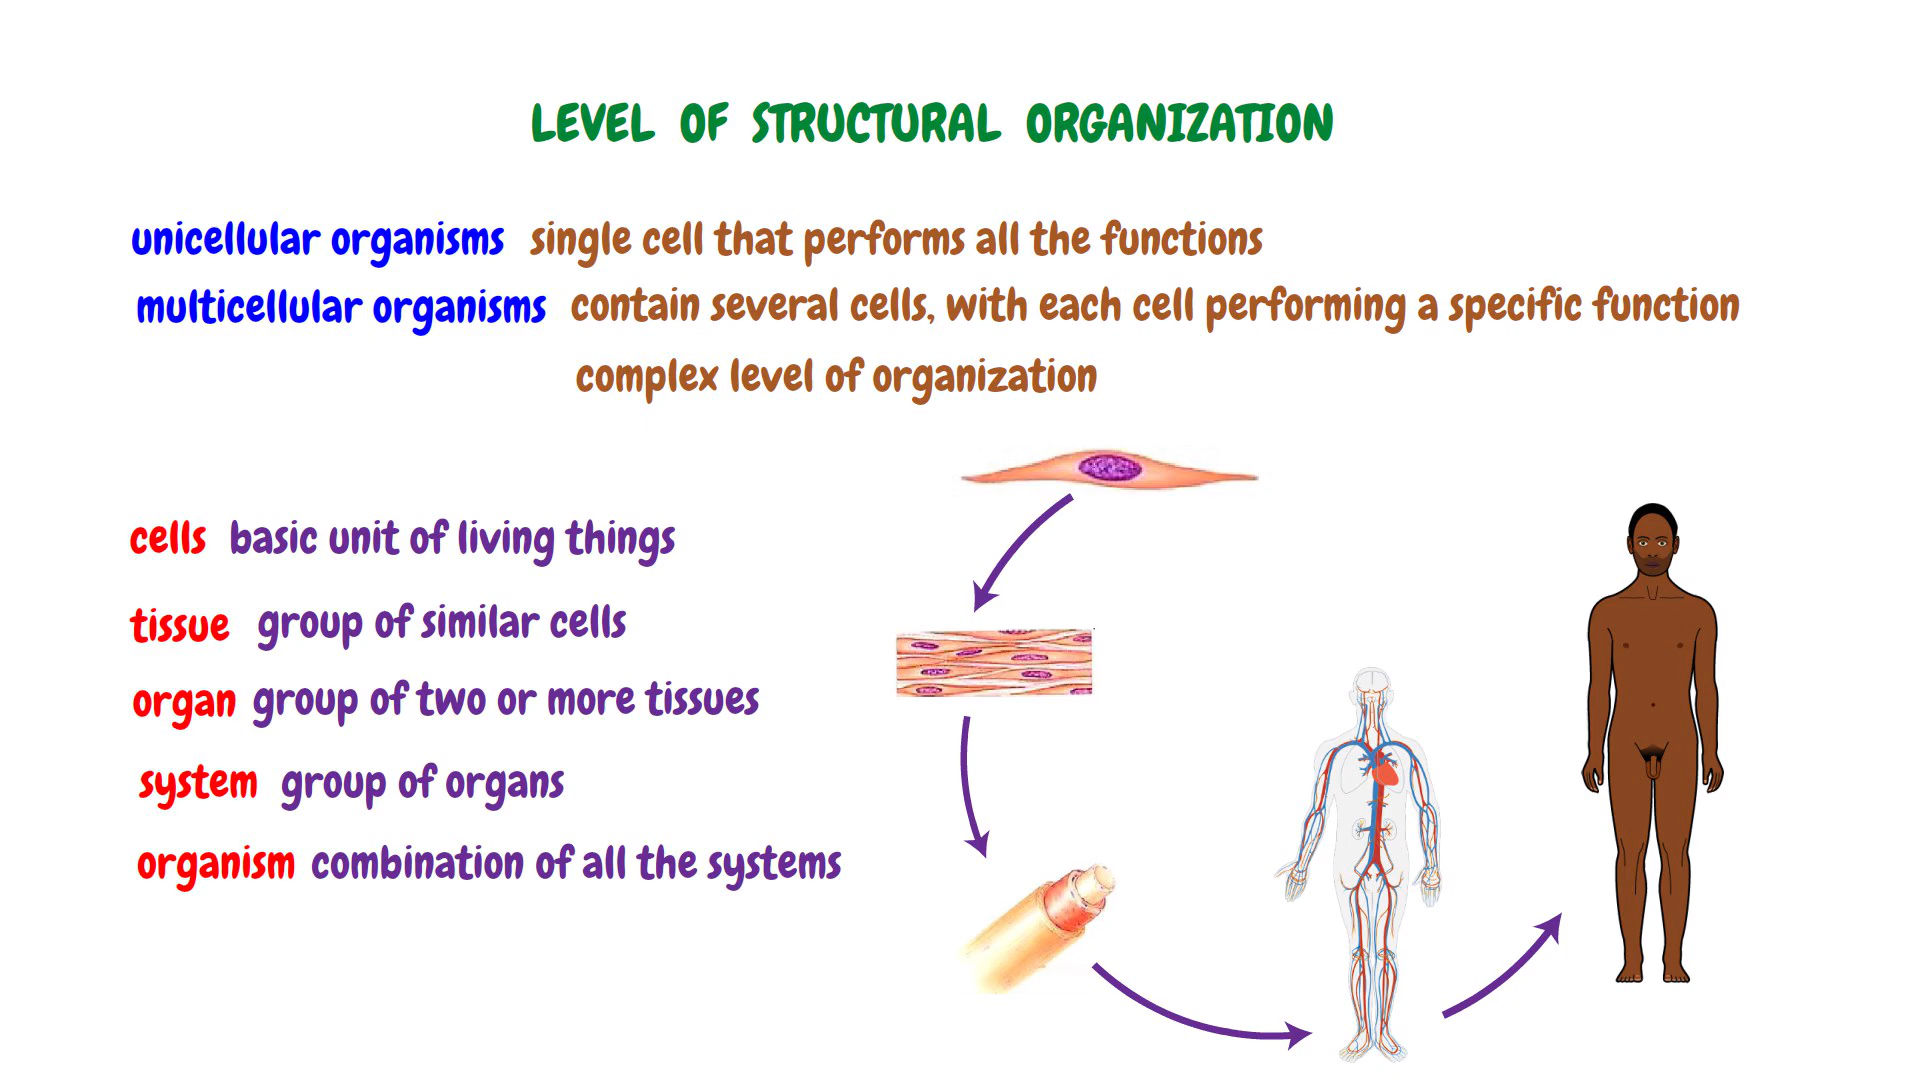 LEVEL OF STRUCTURAL ORGANIZATION
unicellular organisms single cell that performs all the functions
multicellular organisms contain several cells, with each cell performing a specific function
complex level of organization
cells basic unit of living things
tissue group of similar cells
organ group of two or more tissues
system group of organs
organism combination of all the systems